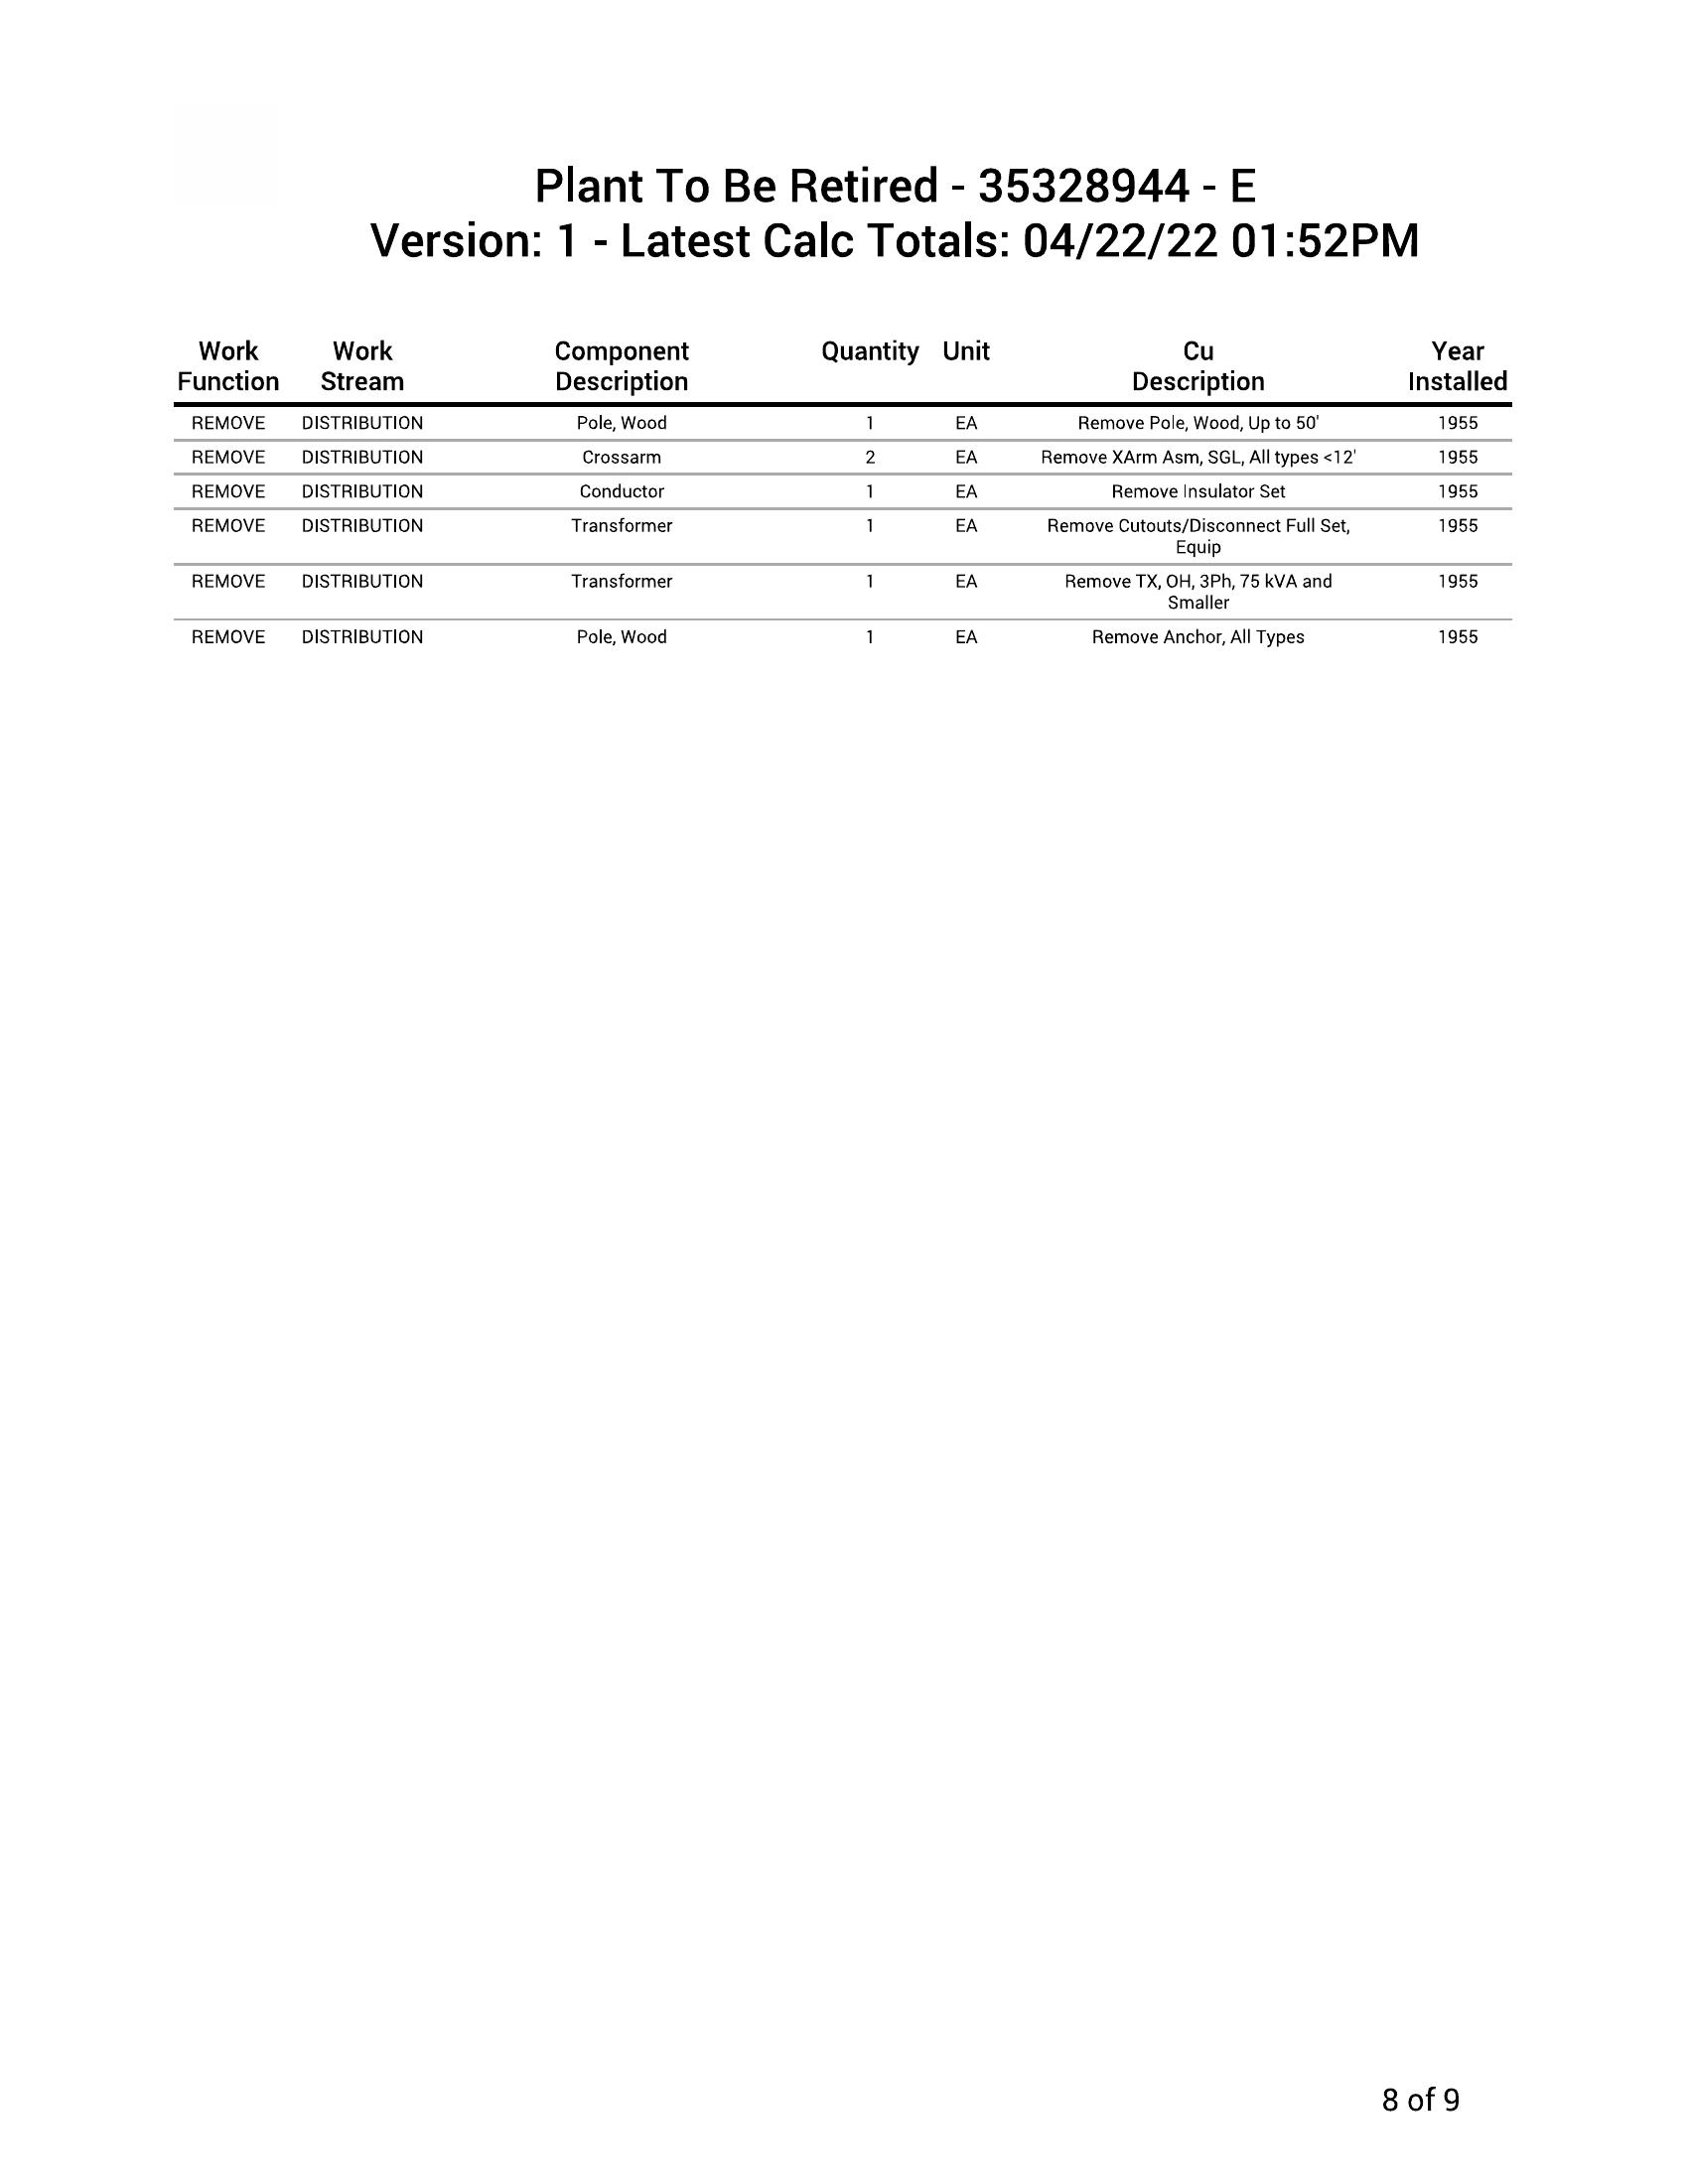 Plant To Be Retired - 35328944 - E
Version: 1 - Latest Calc Totals: 04/22/22 01:52PM
Work Function Work Stream Component Description Quantity Unit Cu Description Year Installed
REMOVE DISTRIBUTION Pole, Wood 1 EA Remove Pole, Wood, Up to 50' 1955
REMOVE DISTRIBUTION Crossarm 2 EA Remove XArm Asm, SGL, All types <12' 1955
REMOVE DISTRIBUTION Conductor 1 EA Remove Insulator Set 1955
REMOVE DISTRIBUTION Transformer 1 EA Remove Cutouts/Disconnect Full Set, 1955
Equip
REMOVE DISTRIBUTION Transformer 1 EA Remove TX, OH, 3Ph, 75 kVA and 1955
Smaller
REMOVE DISTRIBUTION Pole, Wood 1 EA Remove Anchor, All Types 1955
8 of 9